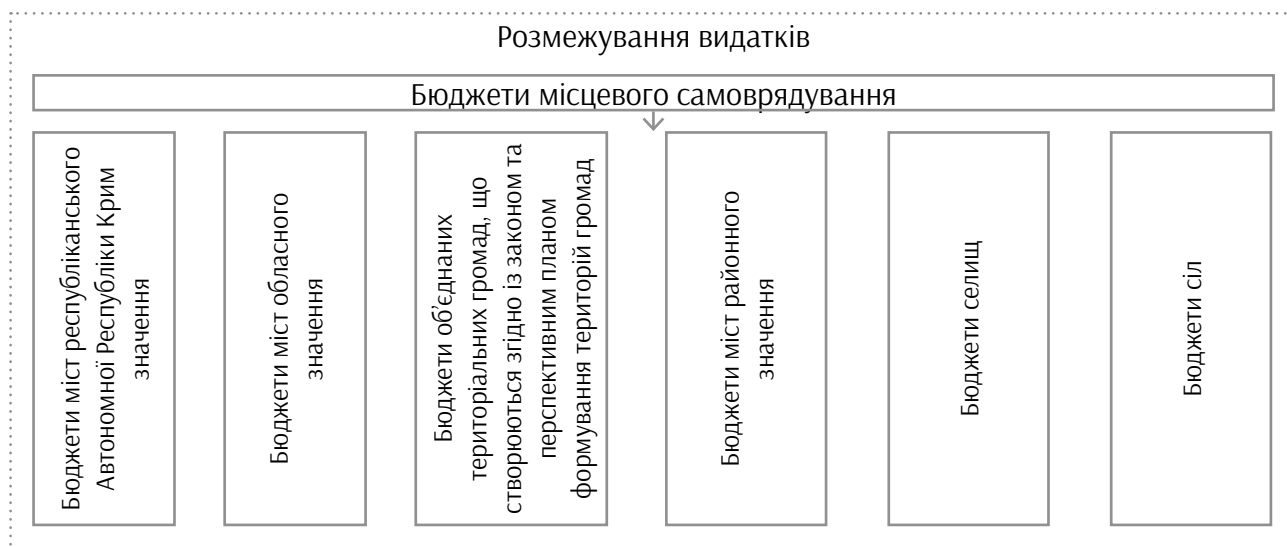 Розмежування видатків
Бюджети місцевого самоврядування
Бюджети міст республіканського
Автономної Республіки Крим
значення
Бюджети міст обласного
значення
Бюджети об’єднаних
територіальних громад, що
створюються згідно із законом та
перспективним планом
формування територій громад
Бюджети міст районного
значення
Бюджети селищ
Бюджети сіл